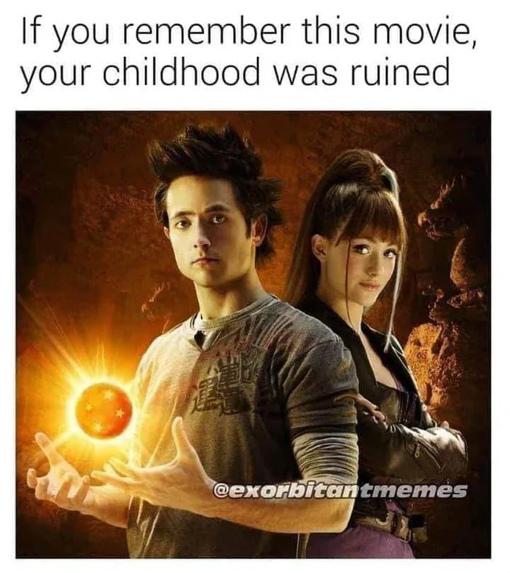 If you remember this movie,
your childhood was ruined
@exorbitantmemes